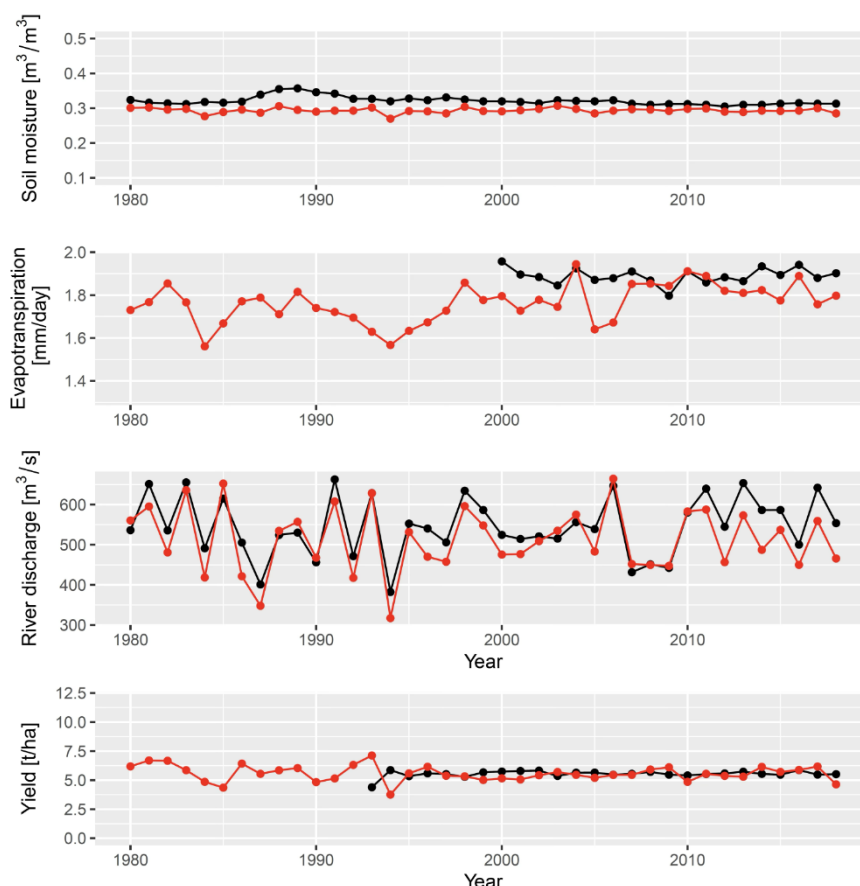 Soil moisture [m³/m³]
0.5
0.4
0.3
0.2
0.1
1980 1990 2000 2010
Evapotranspiration
[mm/day]
2.0
1.8
1.6
1.4
1980 1990 2000 2010
River discharge [m³/s]
600
500
400
300
1980 1990 2000 2010
Year
Yield [t/ha]
12.5
10.0
7.5
5.0
2.5
0.0
1980 1990 2000 2010
Year